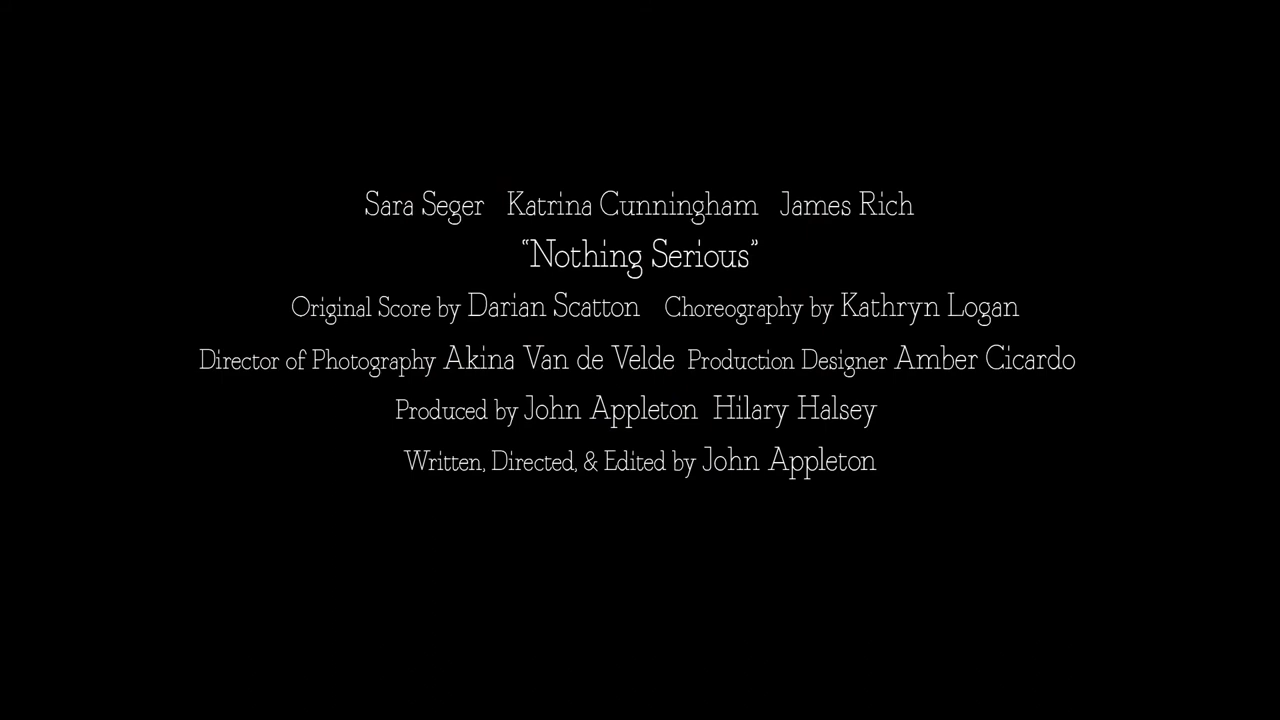 Sara Seger Katrina Cunningham James Rich
“Nothing Serious”
Original Score by Darian Scatton Choreography by Kathryn Logan
Director of Photography Akina Van de Velde Production Designer Amber Cicardo
Produced by John Appleton Hilary Halsey
Written, Directed, & Edited by John Appleton